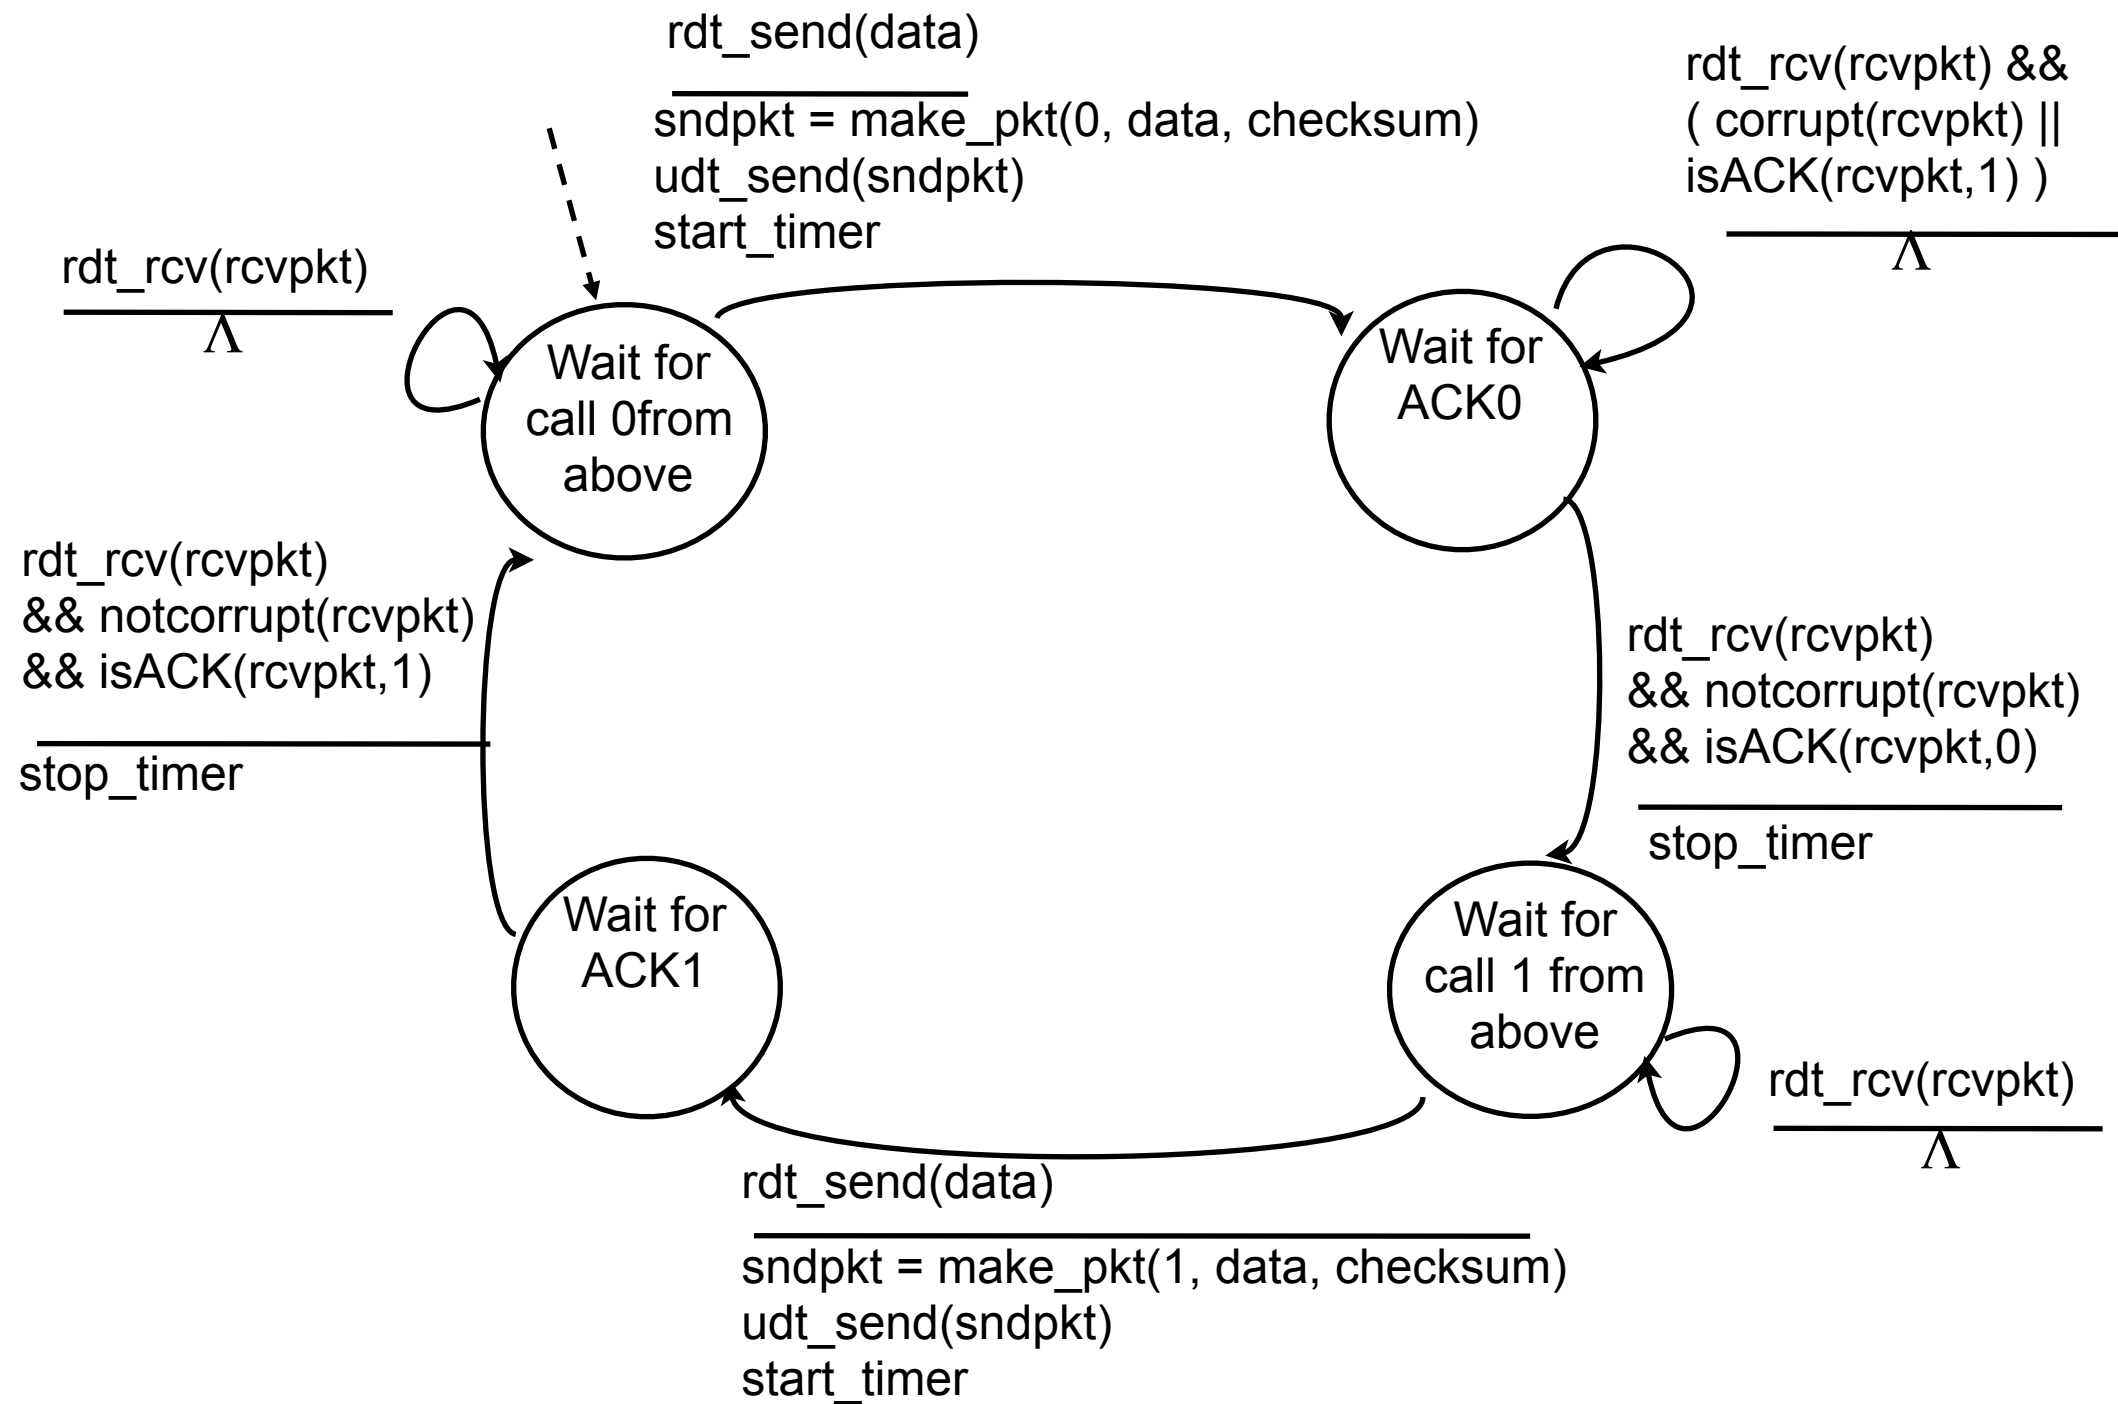 rdt_send(data)
sndpkt = make_pkt(0, data, checksum)
udt_send(sndpkt)
start_timer
rdt_rcv(rcvpkt) &&
( corrupt(rcvpkt) ||
isACK(rcvpkt,1) )
Λ
rdt_rcv(rcvpkt)
Λ
Wait for
call 0from
above
Wait for
ACK0
rdt_rcv(rcvpkt)
&& notcorrupt(rcvpkt)
&& isACK(rcvpkt,1)
stop_timer
rdt_rcv(rcvpkt)
&& notcorrupt(rcvpkt)
&& isACK(rcvpkt,0)
stop_timer
Wait for
ACK1
Wait for
call 1 from
above
rdt_rcv(rcvpkt)
Λ
rdt_send(data)
sndpkt = make_pkt(1, data, checksum)
udt_send(sndpkt)
start_timer